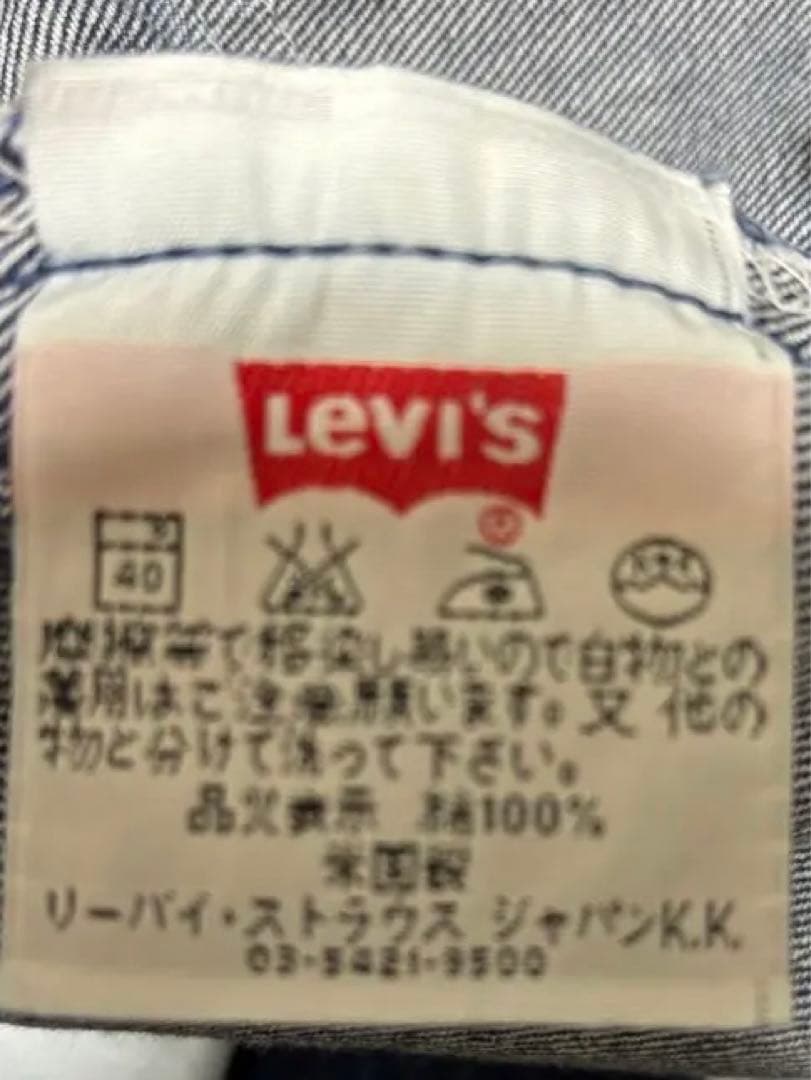 Levi's
40
摩擦等で移染し易いので白物との
着用はご注意願います。又 他の
物と分けて洗って下さい。
品質表示 綿100%
米国製
リーバイ・ストラウス ジャパンK.K.
03-5421-9500